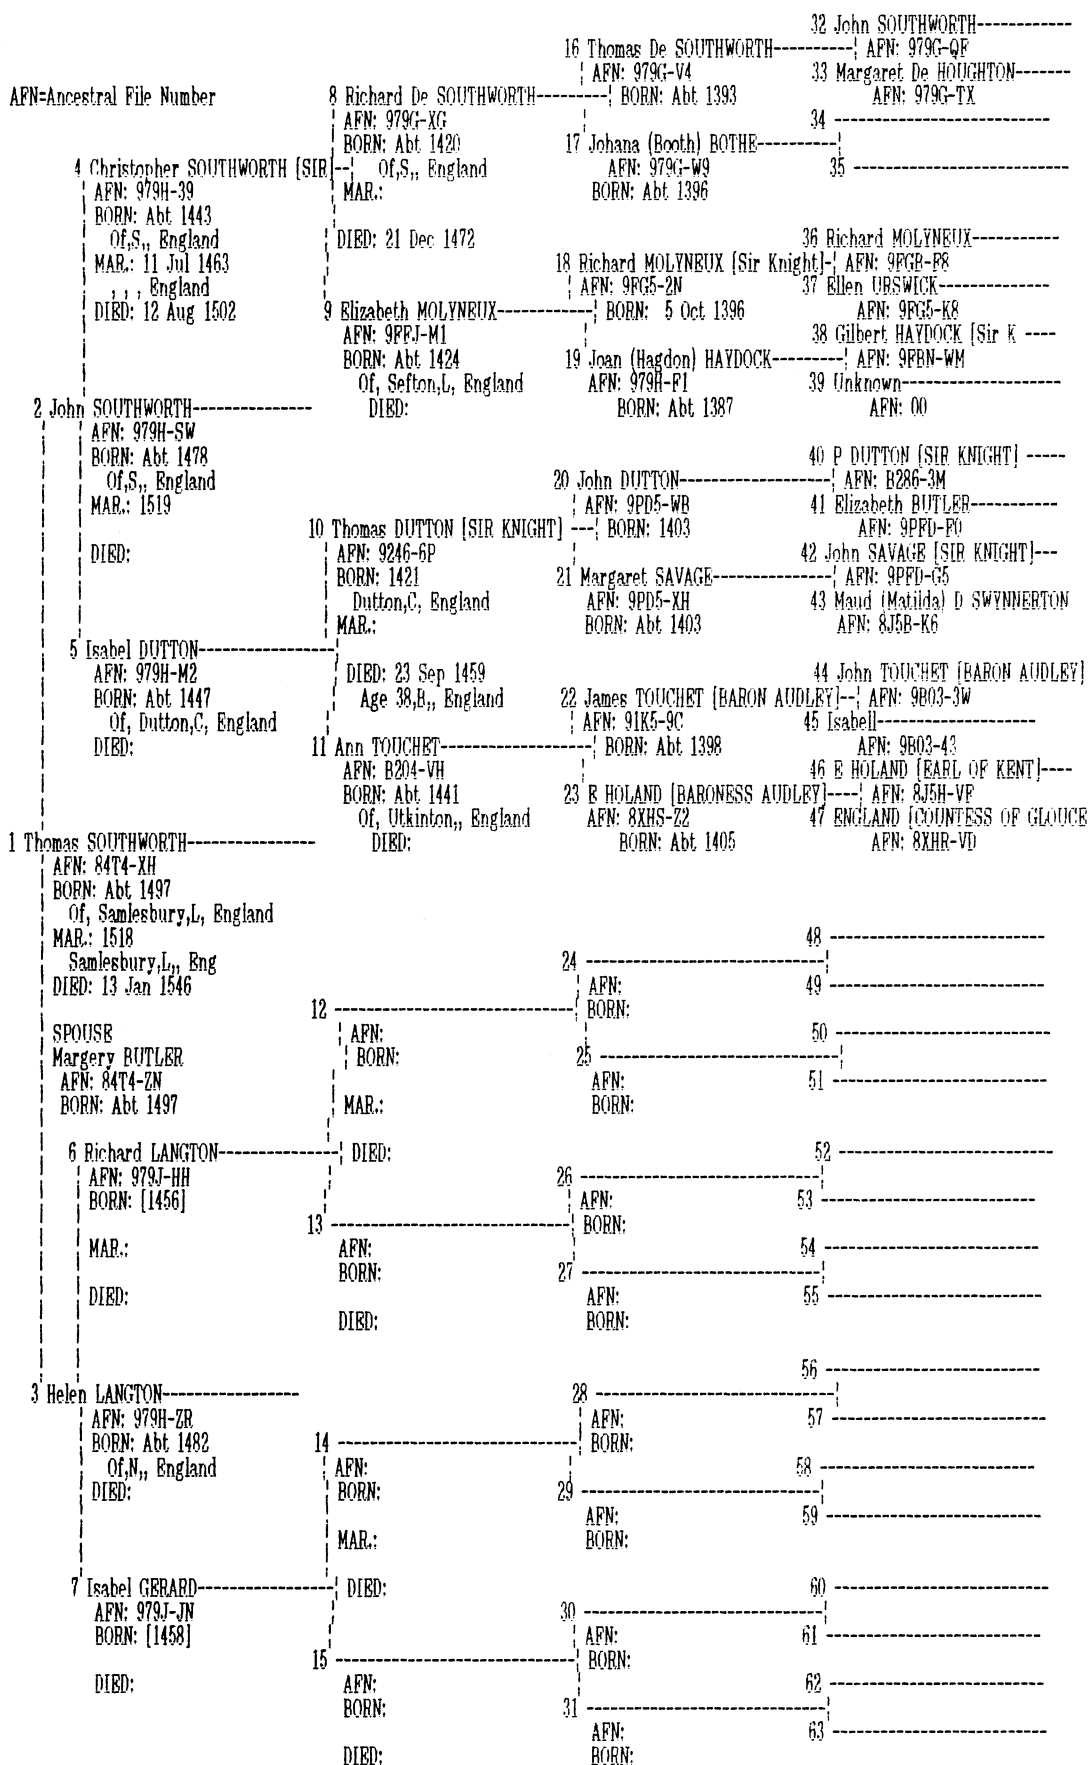 32 John SOUTHWORTH
16 Thomas De SOUTHWORTH AFN: 979G-QF
AFN: 979G-V4 33 Margaret De HOUGHTON
AFN=Ancestral File Number 8 Richard De SOUTHWORTH BORN: Abt 1393 AFN: 979G-TX
AFN: 979G-XG 34
BORN: Abt 1420 17 Johana (Booth) BOTHE
4 Christopher SOUTHWORTH [SIR] Of,S,, England AFN: 979G-W9 35
AFN: 979H-39 MAR.: BORN: Abt 1396
BORN: Abt 1443
Of,S,, England DIED: 21 Dec 1472 36 Richard MOLYNEUX
MAR.: 11 Jul 1463 18 Richard MOLYNEUX [Sir Knight] AFN: 9FGB-F8
, , , England AFN: 9FG5-2N 37 Ellen URSWICK
DIED: 12 Aug 1502 9 Elizabeth MOLYNEUX BORN: 5 Oct 1396 AFN: 9FG5-K8
AFN: 9FFJ-M1 38 Gilbert HAYDOCK [Sir K
BORN: Abt 1424 19 Joan (Hagdon) HAYDOCK AFN: 9FBN-WM
Of, Sefton,L, England AFN: 979H-F1 39 Unknown
2 John SOUTHWORTH DIED: BORN: Abt 1387 AFN: 00
AFN: 979H-SW
BORN: Abt 1478 40 P DUTTON [SIR KNIGHT]
Of,S,, England 20 John DUTTON AFN: B286-3M
MAR.: 1519 AFN: 9PD5-WB 41 Elizabeth BUTLER
10 Thomas DUTTON [SIR KNIGHT] BORN: 1403 AFN: 9PFD-F0
DIED: AFN: 9246-6P 42 John SAVAGE [SIR KNIGHT]
BORN: 1421 21 Margaret SAVAGE AFN: 9PFD-G5
Dutton,C, England AFN: 9PD5-XH 43 Maud (Matilda) D SWYNNERTON
MAR.: BORN: Abt 1403 AFN: 8J5B-K6
5 Isabel DUTTON
AFN: 979H-M2 DIED: 23 Sep 1459 44 John TOUCHET [BARON AUDLEY]
BORN: Abt 1447 Age 38,B,, England 22 James TOUCHET [BARON AUDLEY] AFN: 9B03-3W
Of, Dutton,C, England AFN: 91K5-9C 45 Isabell
DIED: 11 Ann TOUCHET BORN: Abt 1398 AFN: 9B03-43
AFN: B204-VH 46 E HOLAND [EARL OF KENT]
BORN: Abt 1441 23 E HOLAND [BARONESS AUDLEY] AFN: 8J5H-VF
Of, Utkinton,, England AFN: 8XHS-Z2 47 ENGLAND [COUNTESS OF GLOUCE
1 Thomas SOUTHWORTH DIED: BORN: Abt 1405 AFN: 8XHR-VD
AFN: 84T4-XH
BORN: Abt 1497
Of, Samlesbury,L, England
MAR.: 1518 48
Samlesbury,L,, Eng 24
DIED: 13 Jan 1546 AFN: 49
12 BORN:
SPOUSE AFN: 50
Margery BUTLER BORN: 25
AFN: 84T4-ZN AFN: 51
BORN: Abt 1497 MAR.: BORN:
6 Richard LANGTON DIED: 52
AFN: 979J-HH 26
BORN: [1456] AFN: 53
13 BORN:
MAR.: AFN: 54
BORN: 27
DIED: AFN: 55
DIED: BORN:
56
3 Helen LANGTON 28
AFN: 979H-ZR AFN: 57
BORN: Abt 1482 14 BORN:
Of,N,, England AFN: 58
DIED: BORN: 29
AFN: 59
MAR.: BORN:
7 Isabel GERARD DIED: 60
AFN: 979J-JN 30
BORN: [1458] AFN: 61
15 BORN:
DIED: AFN: 62
BORN: 31
AFN: 63
DIED: BORN: